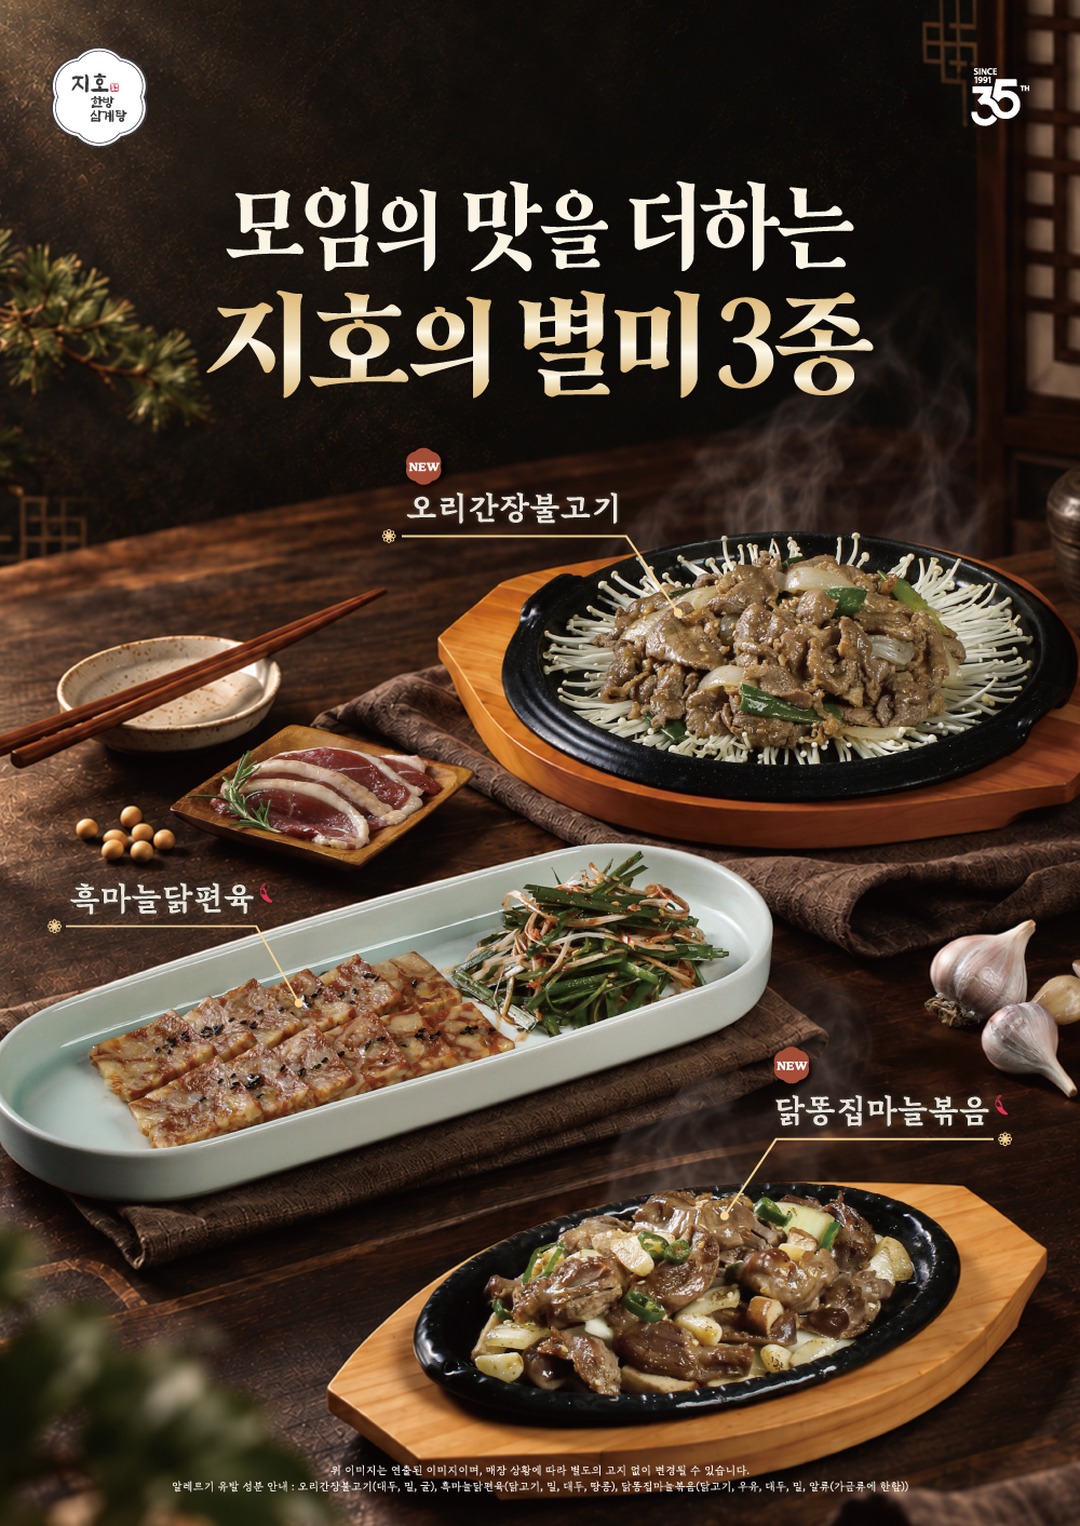 지호
한방
삼계탕
SINCE
1991
35TH
모임의 맛을 더하는
지호의 별미 3종
NEW
오리간장불고기
흑마늘닭편육
NEW
닭똥집마늘볶음
위 이미지는 연출된 이미지이며, 매장 상황에 따라 별도의 고지 없이 변경될 수 있습니다.
알레르기 유발 성분 안내 : 오리간장불고기(대두, 밀, 굴), 흑마늘닭편육(닭고기, 밀, 대두, 땅콩), 닭똥집마늘볶음(닭고기, 우유, 대두, 밀, 알류(가금류에 한함))